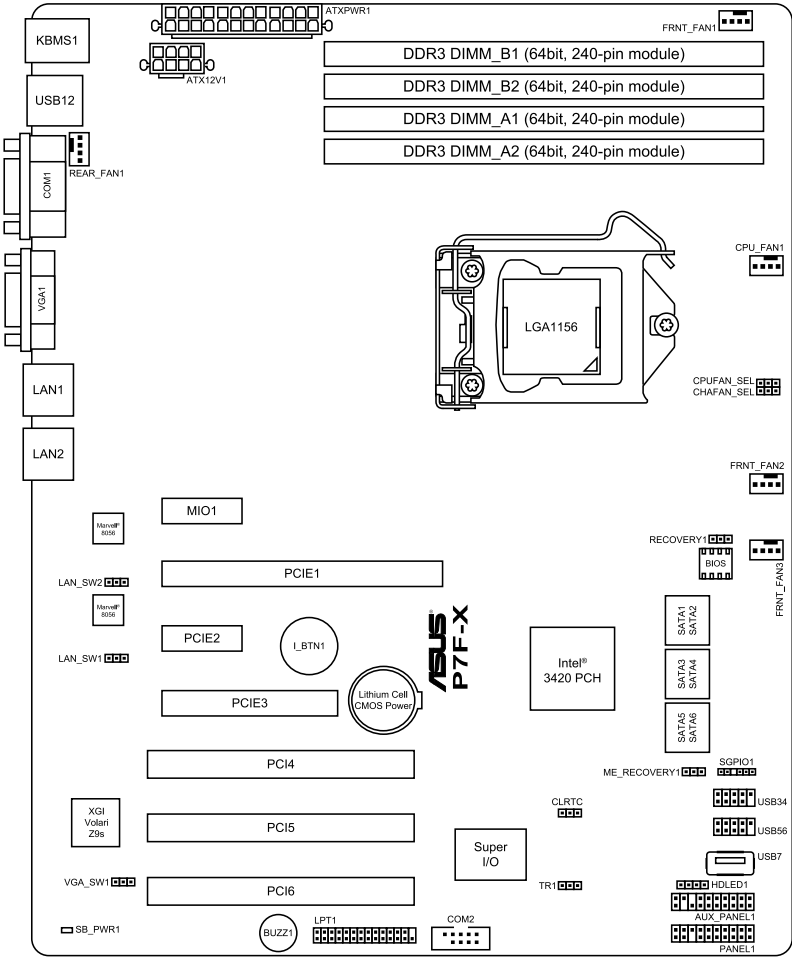 ATXPWR1
FRNT_FAN1
KBMS1
DDR3 DIMM_B1 (64bit, 240-pin module)
ATX12V1
DDR3 DIMM_B2 (64bit, 240-pin module)
USB12
DDR3 DIMM_A1 (64bit, 240-pin module)
DDR3 DIMM_A2 (64bit, 240-pin module)
REAR_FAN1
COM1
CPU_FAN1
VGA1
LGA1156
LAN1
CPUFAN_SEL
CHAFAN_SEL
LAN2
FRNT_FAN2
MIO1
Marvell®
8056
RECOVERY1
BIOS
FRNT_FAN3
PCIE1
LAN_SW2
Marvell®
8056
SATA1
SATA2
PCIE2
I_BTN1
ASUS®
P7F-X
LAN_SW1
Intel®
3420 PCH
SATA3
SATA4
PCIE3
Lithium Cell
CMOS Power
SATA5
SATA6
PCI4
SGPIO1
ME_RECOVERY1
XGI
Volari
Z9s
CLRTC
USB34
PCI5
USB56
Super
I/O
USB7
VGA_SW1
PCI6
TR1
HDLED1
AUX_PANEL1
SB_PWR1
BUZZ1
LPT1
COM2
PANEL1